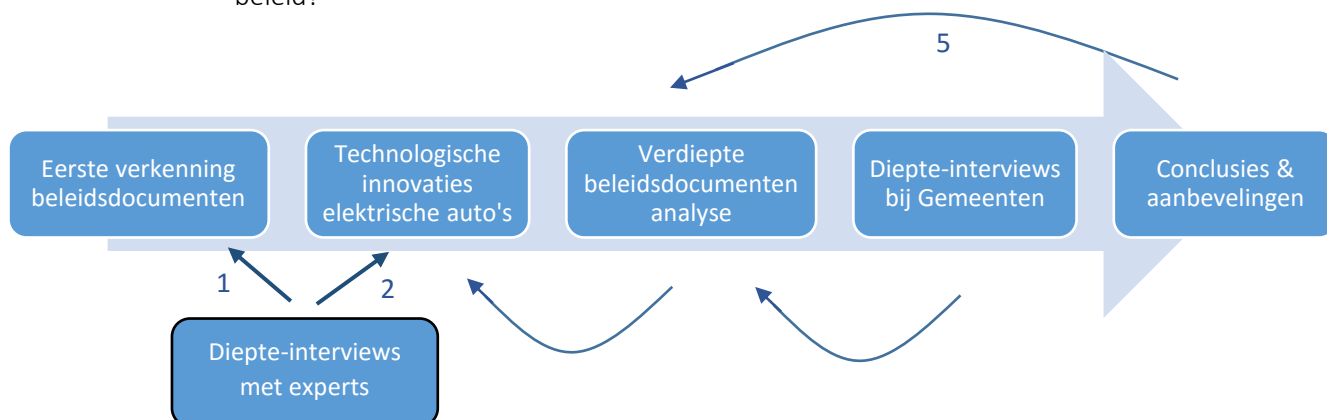 beleid?
5
Eerste verkenning
beleidsdocumenten
Technologische
innovaties
elektrische auto's
Verdiepte
beleidsdocumenten
analyse
Diepte-interviews
bij Gemeenten
Conclusies &
aanbevelingen
1
2
Diepte-interviews
met experts